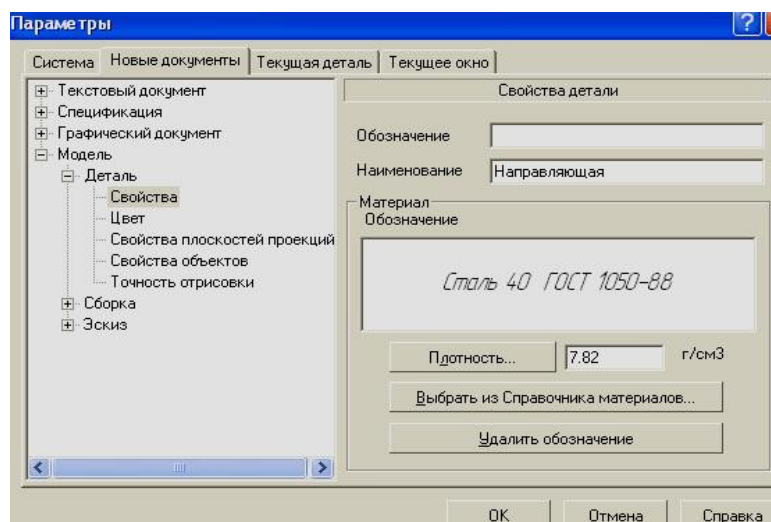 Параметры
Система Новые документы Текущая деталь Текущее окно
Текстовый документ
Спецификация
Графический документ
Модель
Деталь
Свойства
Цвет
Свойства плоскостей проекций
Свойства объектов
Точность отрисовки
Сборка
Эскиз
Свойства детали
Обозначение
Наименование Направляющая
Материал
Обозначение
Сталь 40 ГОСТ 1050-88
Плотность... 7.82 г/см3
Выбрать из Справочника материалов...
Удалить обозначение
OK Отмена Справка